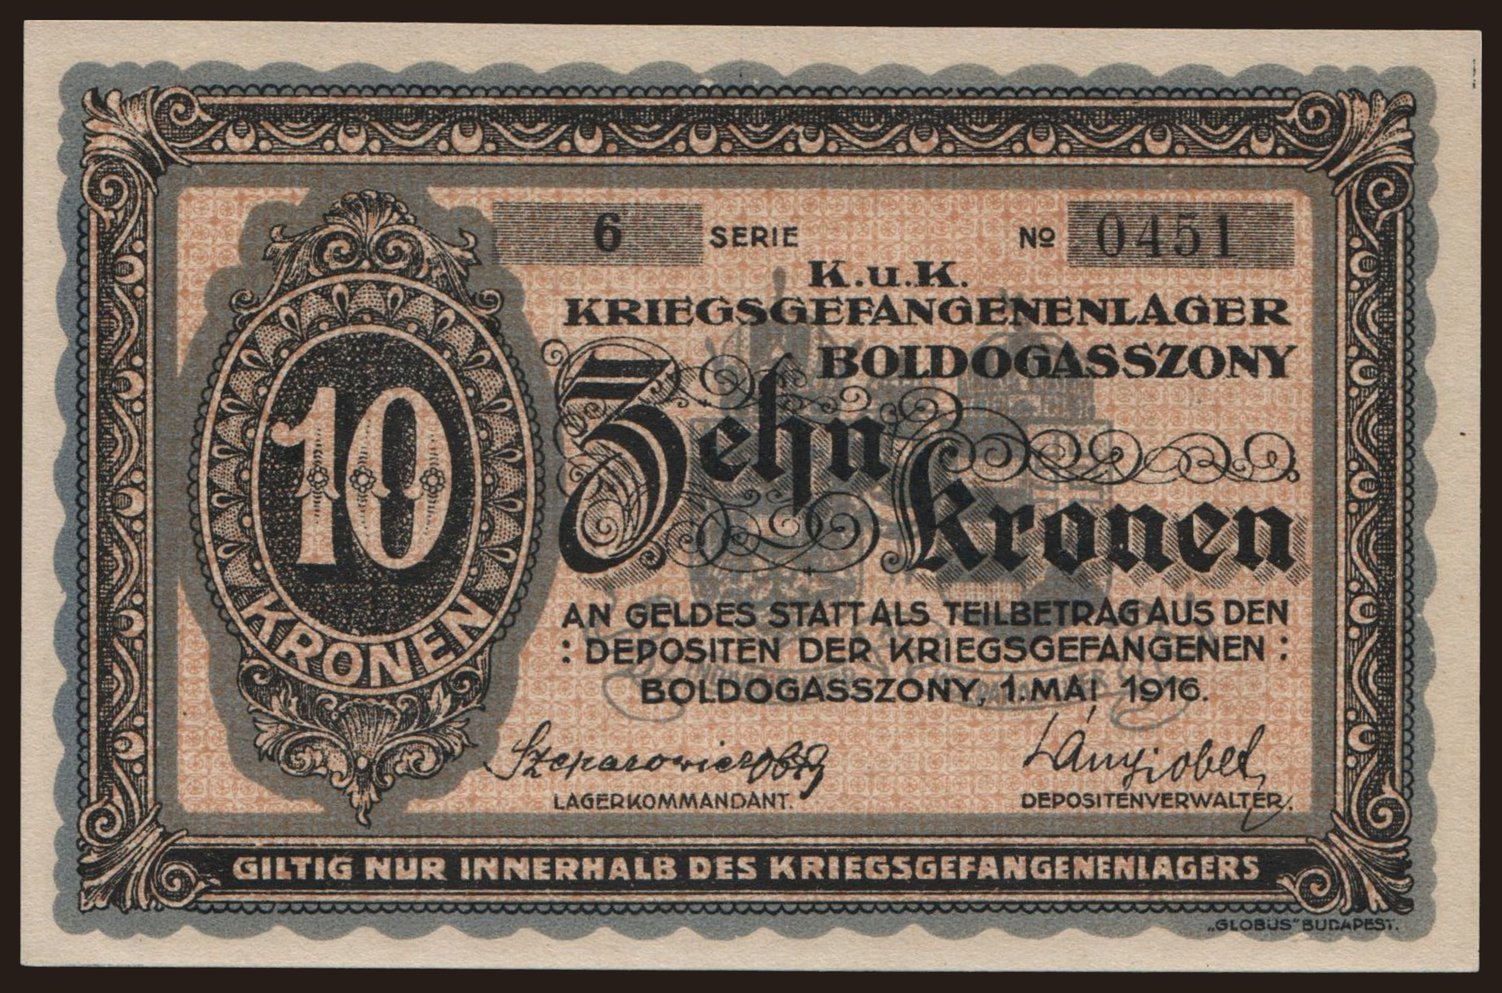 6 SERIE № 0451
K.u.K.
KRIEGSGEFANGENENLAGER
BOLDOGASSZONY
10
KRONEN
Zehn
Kronen
AN GELDES STATT ALS TEILBETRAG AUS DEN
: DEPOSITEN DER KRIEGSGEFANGENEN :
BOLDOGASSZONY, 1. MAI 1916.
LAGERKOMMANDANT. DEPOSITENVERWALTER.
GILTIG NUR INNERHALB DES KRIEGSGEFANGENENLAGERS
„GLOBUS" BUDAPEST.